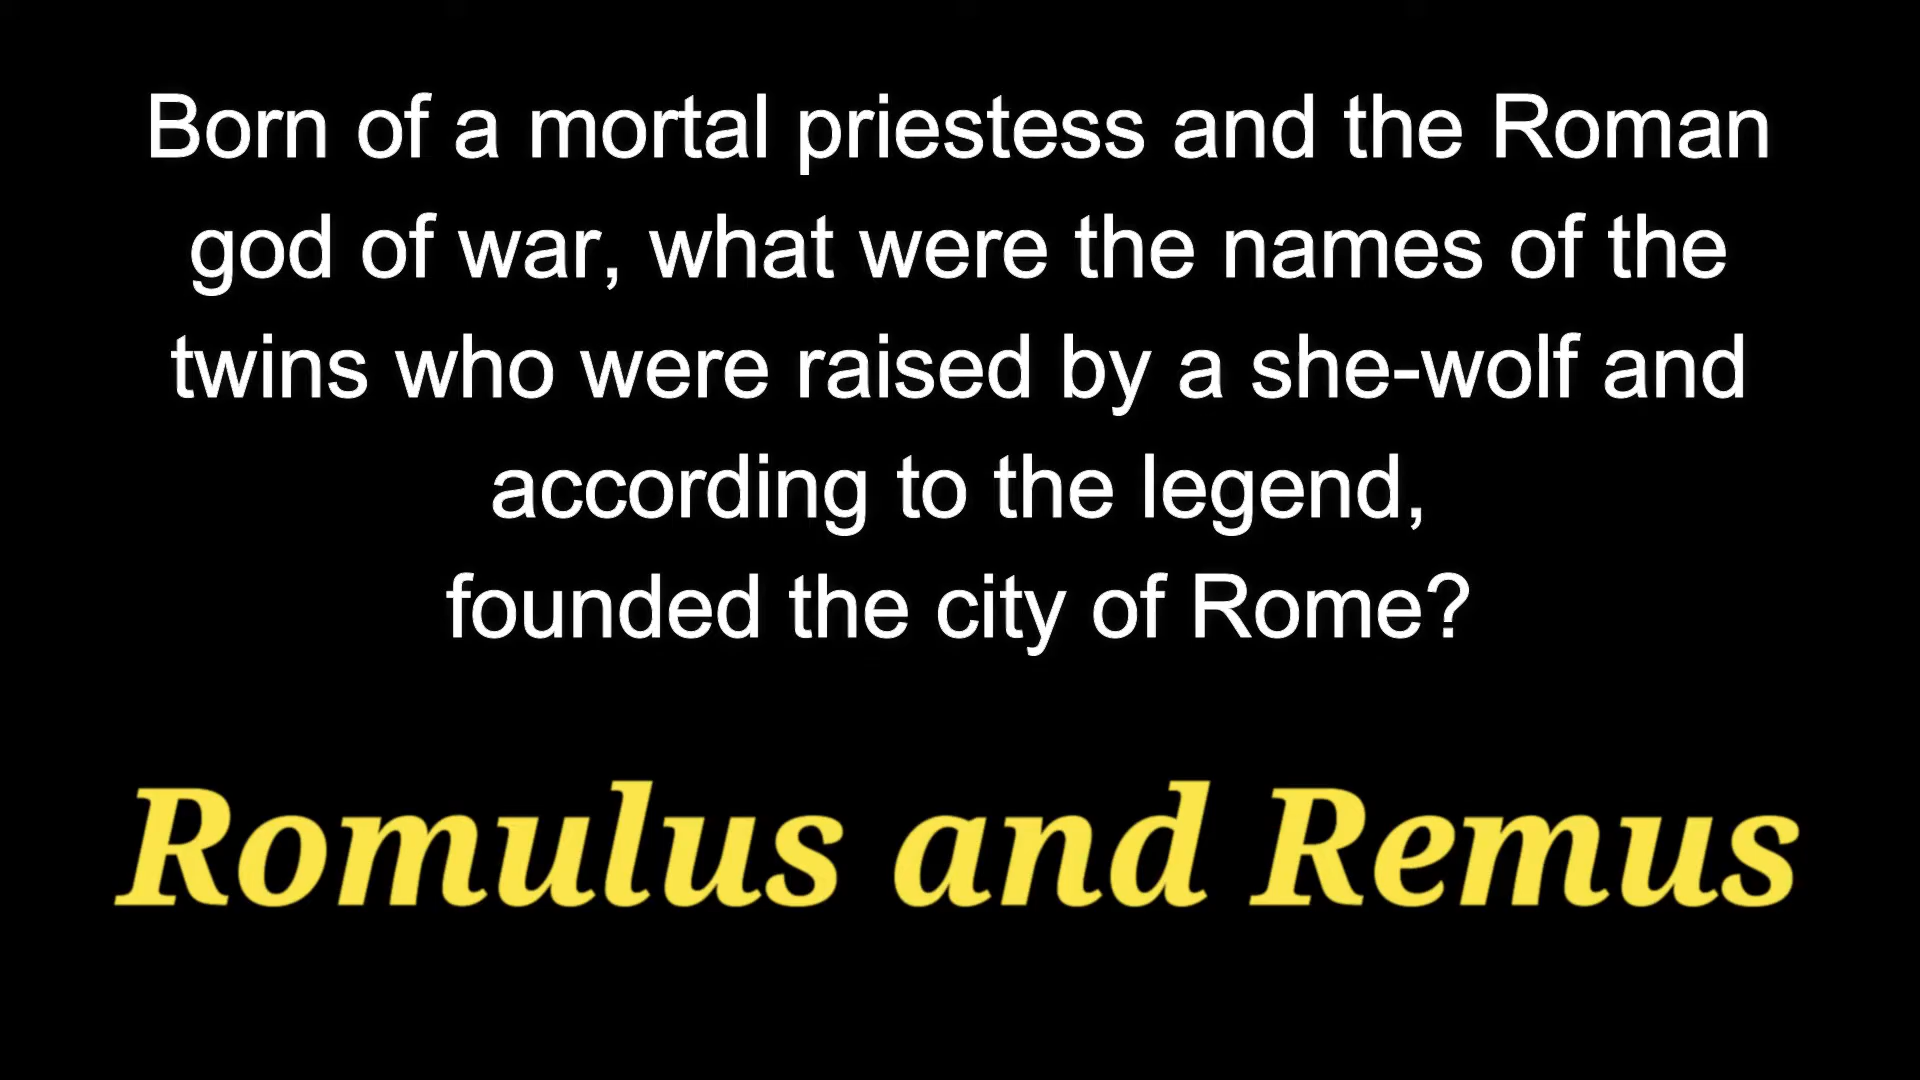 Born of a mortal priestess and the Roman
god of war, what were the names of the
twins who were raised by a she-wolf and
according to the legend,
founded the city of Rome?
Romulus and Remus